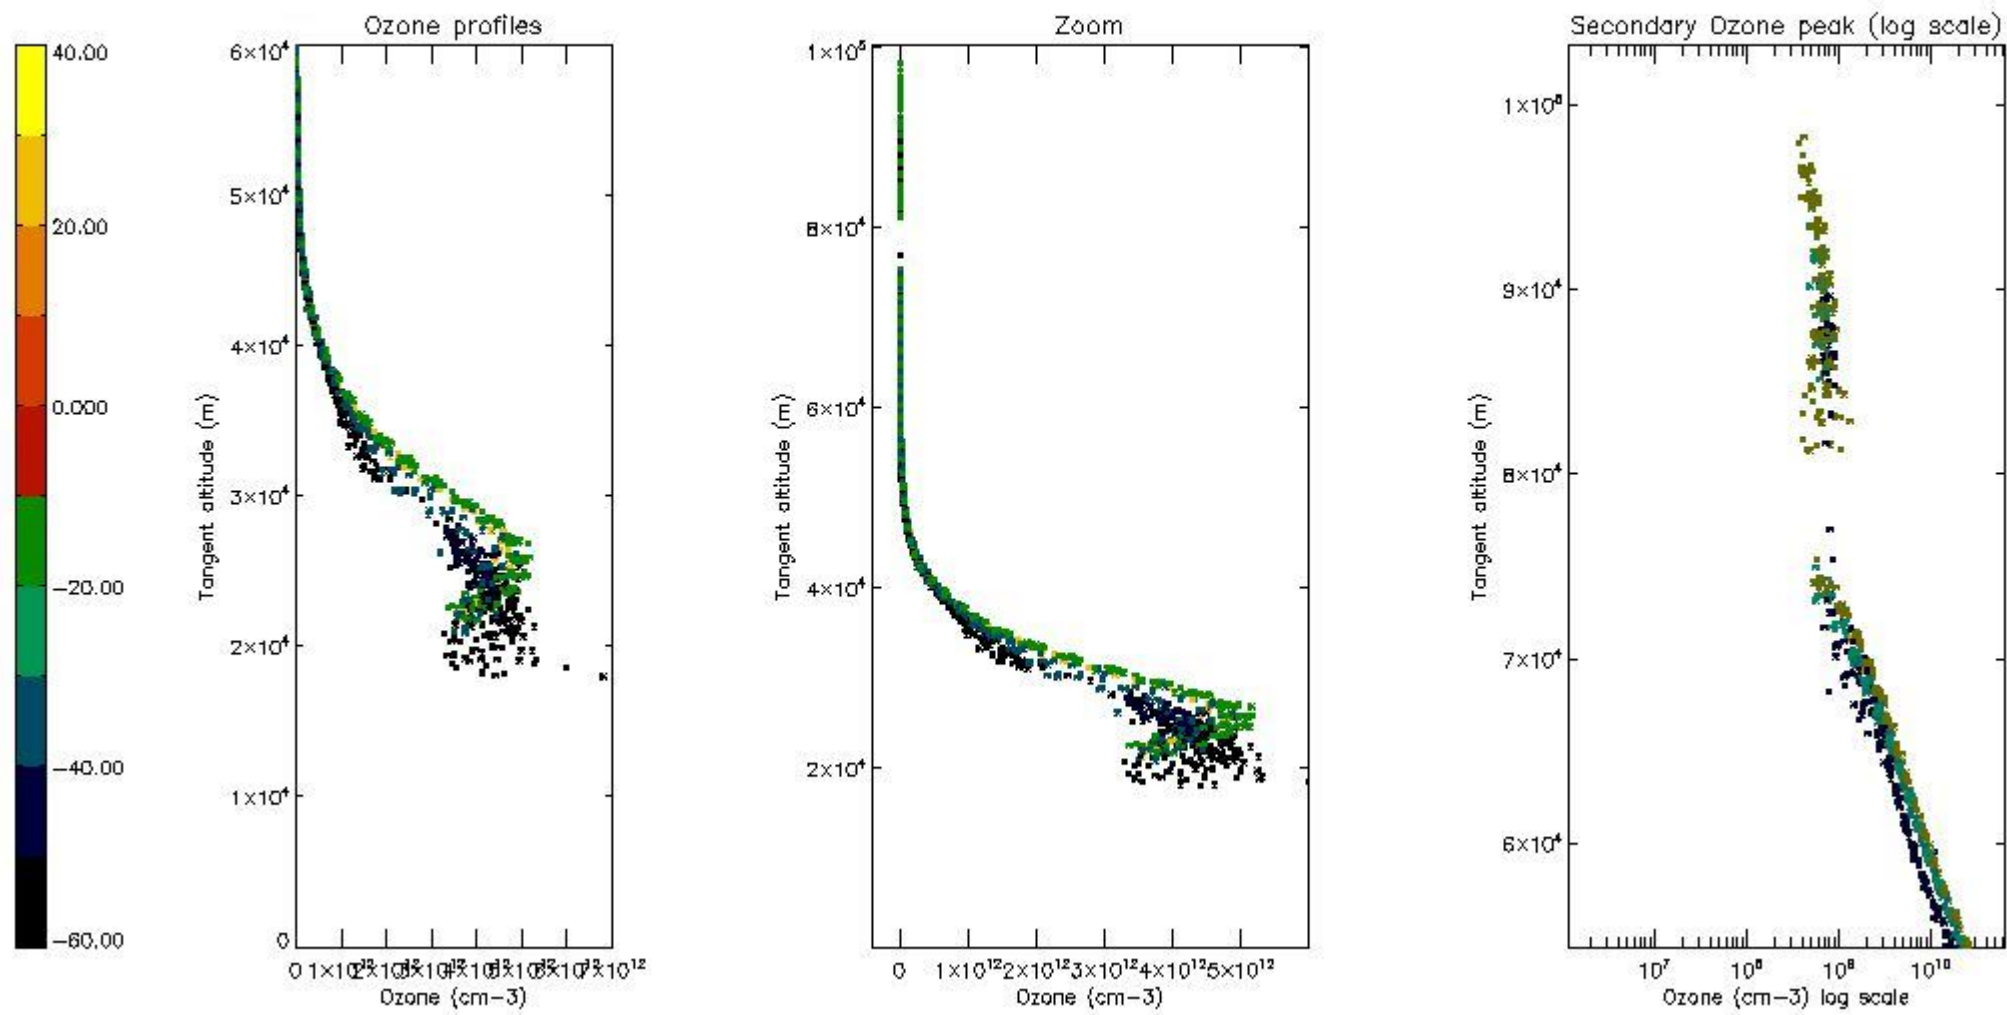 40.00
20.00
0.000
−20.00
−40.00
−60.00
Ozone profiles
6×10⁴
5×10⁴
4×10⁴
3×10⁴
2×10⁴
1×10⁴
0
Tangent altitude (m)
Ozone (cm−3)
Zoom
1×10⁵
8×10⁴
6×10⁴
4×10⁴
2×10⁴
Tangent altitude (m)
0 1×10¹² 2×10¹² 3×10¹² 4×10¹² 5×10¹²
Ozone (cm−3)
Secondary Ozone peak (log scale)
9×10⁴
8×10⁴
7×10⁴
6×10⁴
Tangent altitude (m)
10⁷ 10⁸ 10⁹ 10¹⁰
Ozone (cm−3) log scale